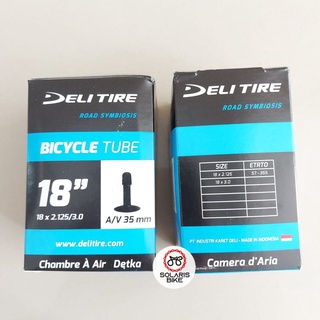 DELI TIRE
ROAD SYMBIOSIS
BICYCLE TUBE
18"
18 x 2.125/3.0
A/V 35 mm
www.delitire.com
Chambre À Air Dętka
DELI TIRE
ROAD SYMBIOSIS
SIZE ETRTO
18 x 2.125 57-355
18 x 3.0
PT. INDUSTRI KARET DELI - MADE IN INDONESIA
Camera d'Aria
SOLARIS
BIKE